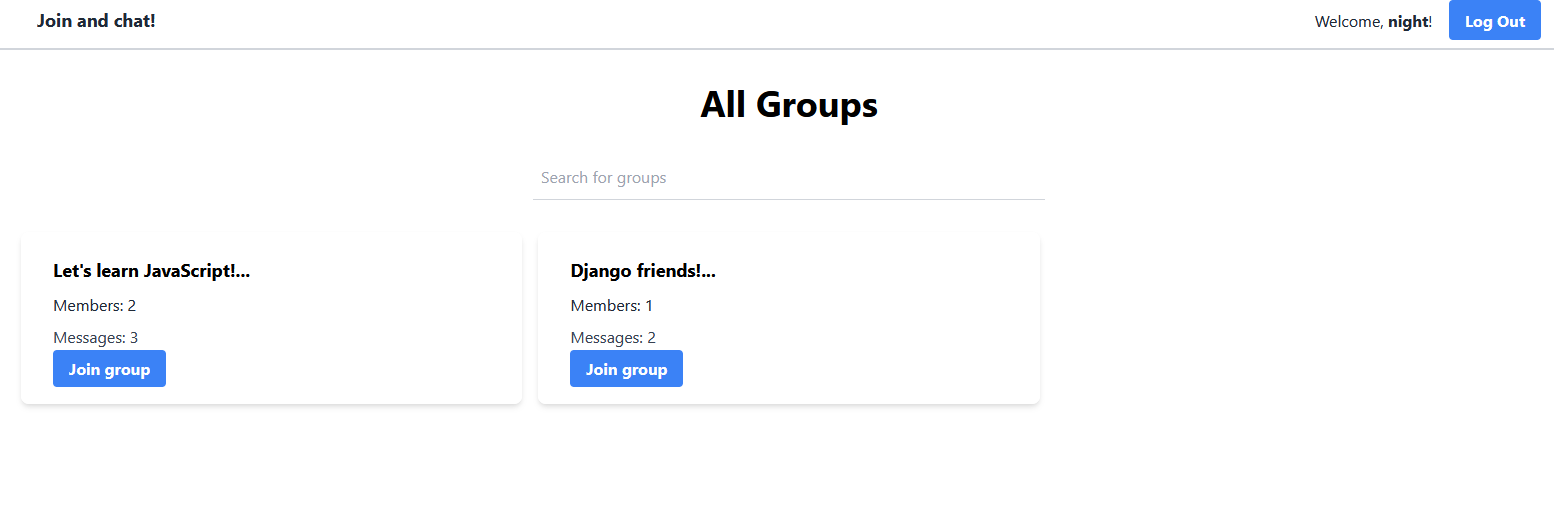 Join and chat!
Welcome, night!
Log Out
All Groups
Search for groups
Let's learn JavaScript!...
Members: 2
Messages: 3
Join group
Django friends!...
Members: 1
Messages: 2
Join group